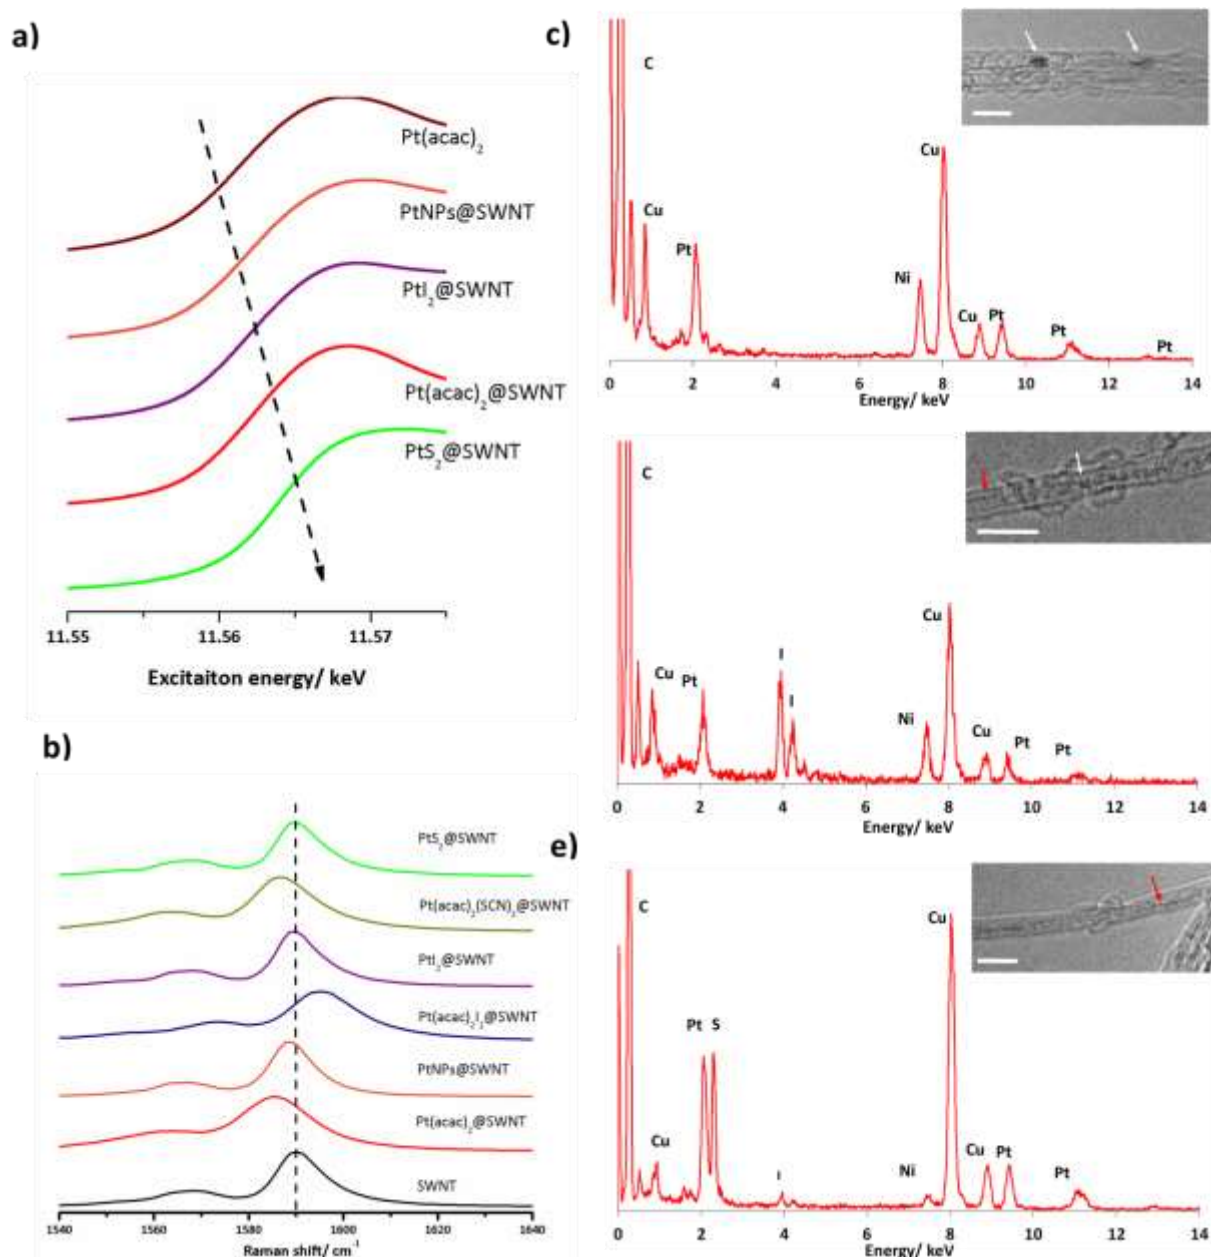 a)
Pt(acac)2
PtNPs@SWNT
PtI2@SWNT
Pt(acac)2@SWNT
PtS2@SWNT
11.55 11.56 11.57
Excitaiton energy/ keV
b)
PtS2@SWNT
Pt(acac)2(SCN)2@SWNT
PtI2@SWNT
Pt(acac)2I2@SWNT
PtNPs@SWNT
Pt(acac)2@SWNT
SWNT
1540 1560 1580 1600 1620 1640
Raman shift/ cm-1
c)
C
Cu
Pt
Ni
Cu
Cu
Pt
Pt
Pt
0 2 4 6 8 10 12 14
Energy/ keV
C
Cu
Pt
I
I
Ni
Cu
Cu
Pt
Pt
0 2 4 6 8 10 12 14
Energy/ keV
e)
C
Cu
Pt
S
I
Ni
Cu
Cu
Pt
Pt
0 2 4 6 8 10 12 14
Energy/ keV